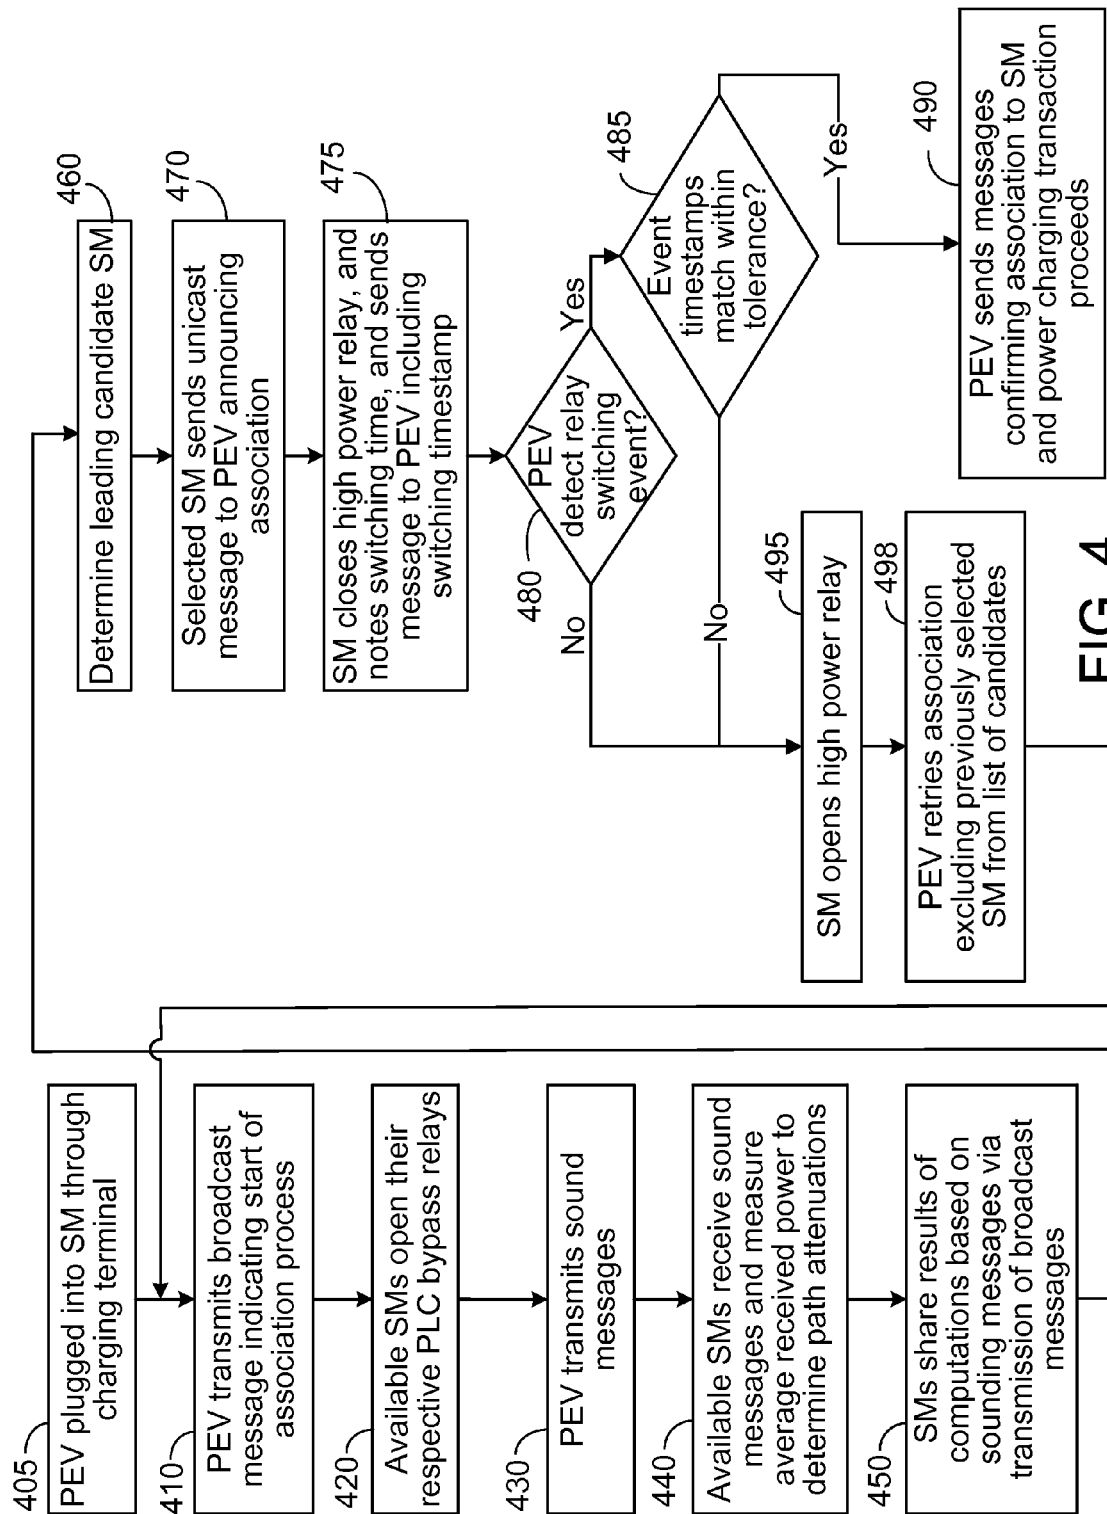 405
PEV plugged into SM through
charging terminal
410
PEV transmits broadcast
message indicating start of
association process
420
Available SMs open their
respective PLC bypass relays
430
PEV transmits sound
messages
440
Available SMs receive sound
messages and measure
average received power to
determine path attenuations
450
SMs share results of
computations based on
sounding messages via
transmission of broadcast
messages
460
Determine leading candidate SM
470
Selected SM sends unicast
message to PEV announcing
association
475
SM closes high power relay, and
notes switching time, and sends
message to PEV including
switching timestamp
480
PEV
detect relay
switching
event?
Yes
No
485
Event
timestamps
match within
tolerance?
Yes
No
490
PEV sends messages
confirming association to SM
and power charging transaction
proceeds
495
SM opens high power relay
498
PEV retries association
excluding previously selected
SM from list of candidates
FIG. 4